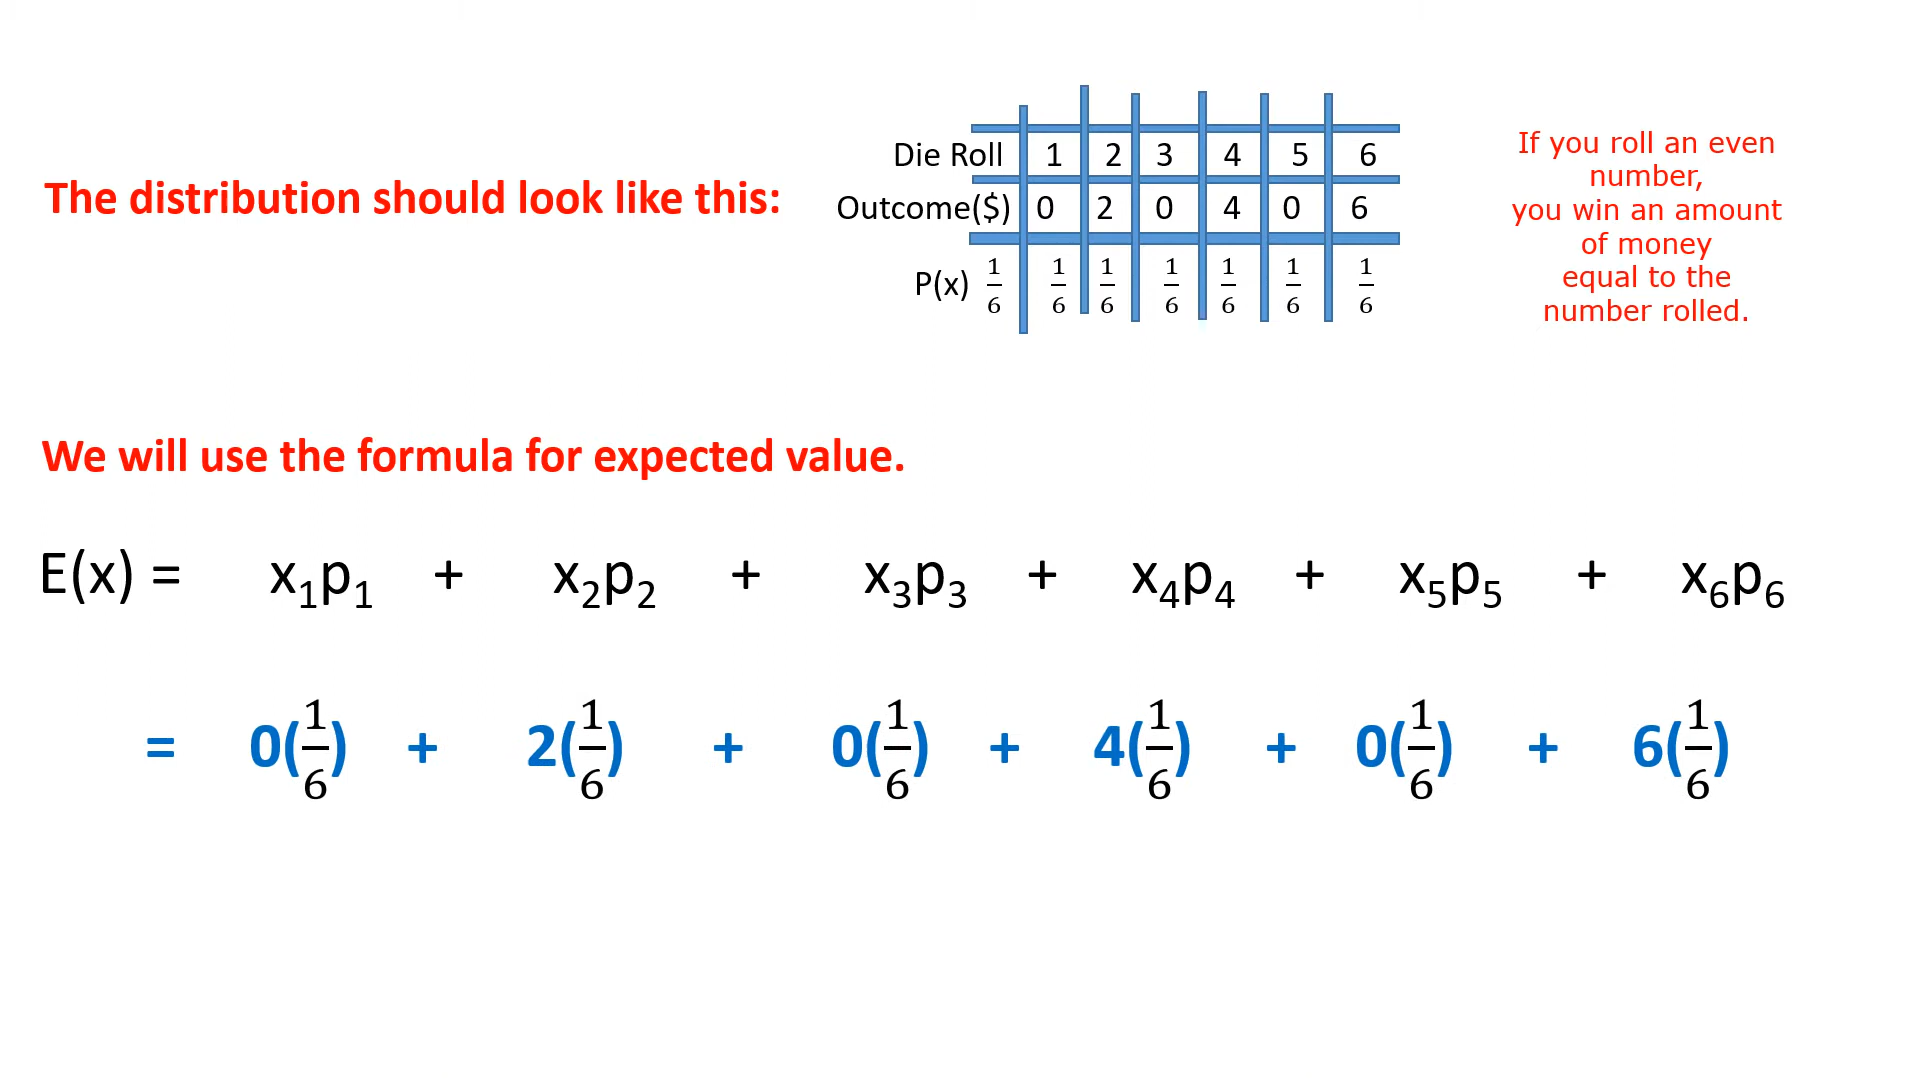 The distribution should look like this:
Die Roll 1 2 3 4 5 6
Outcome($) 0 2 0 4 0 6
P(x) 1/6 1/6 1/6 1/6 1/6 1/6 1/6
If you roll an even
number,
you win an amount
of money
equal to the
number rolled.
We will use the formula for expected value.
E(x) = x₁p₁ + x₂p₂ + x₃p₃ + x₄p₄ + x₅p₅ + x₆p₆
= 0(1/6) + 2(1/6) + 0(1/6) + 4(1/6) + 0(1/6) + 6(1/6)